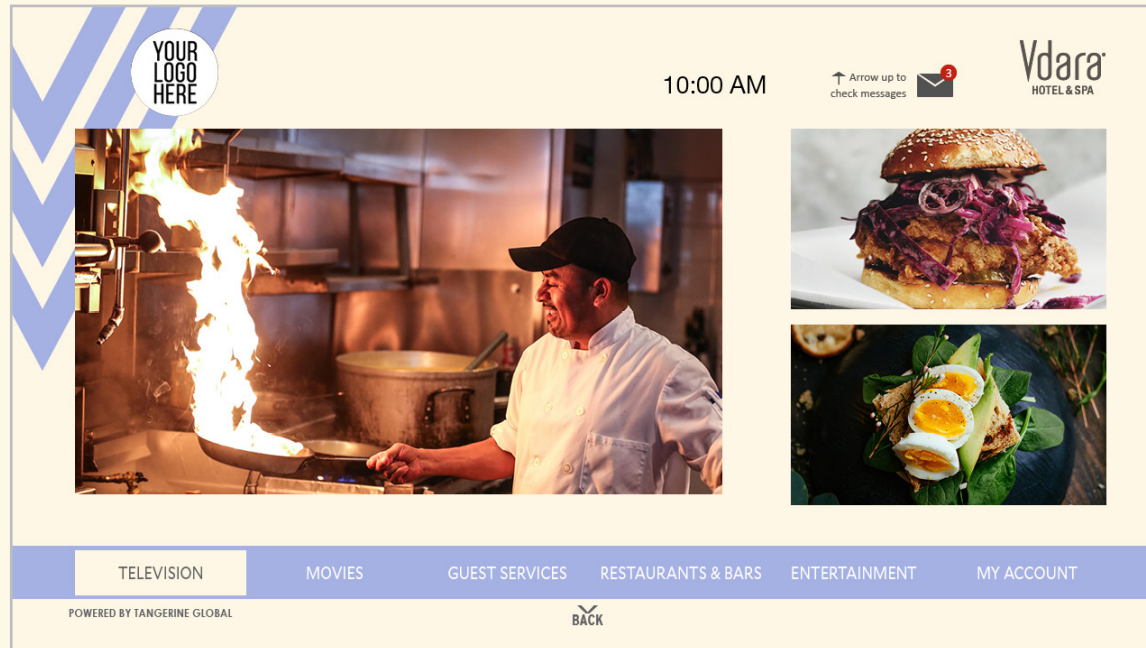 YOUR
LOGO
HERE
10:00 AM
Arrow up to
check messages
3
Vdara
HOTEL & SPA
TELEVISION
MOVIES
GUEST SERVICES
RESTAURANTS & BARS
ENTERTAINMENT
MY ACCOUNT
POWERED BY TANGERINE GLOBAL
BACK